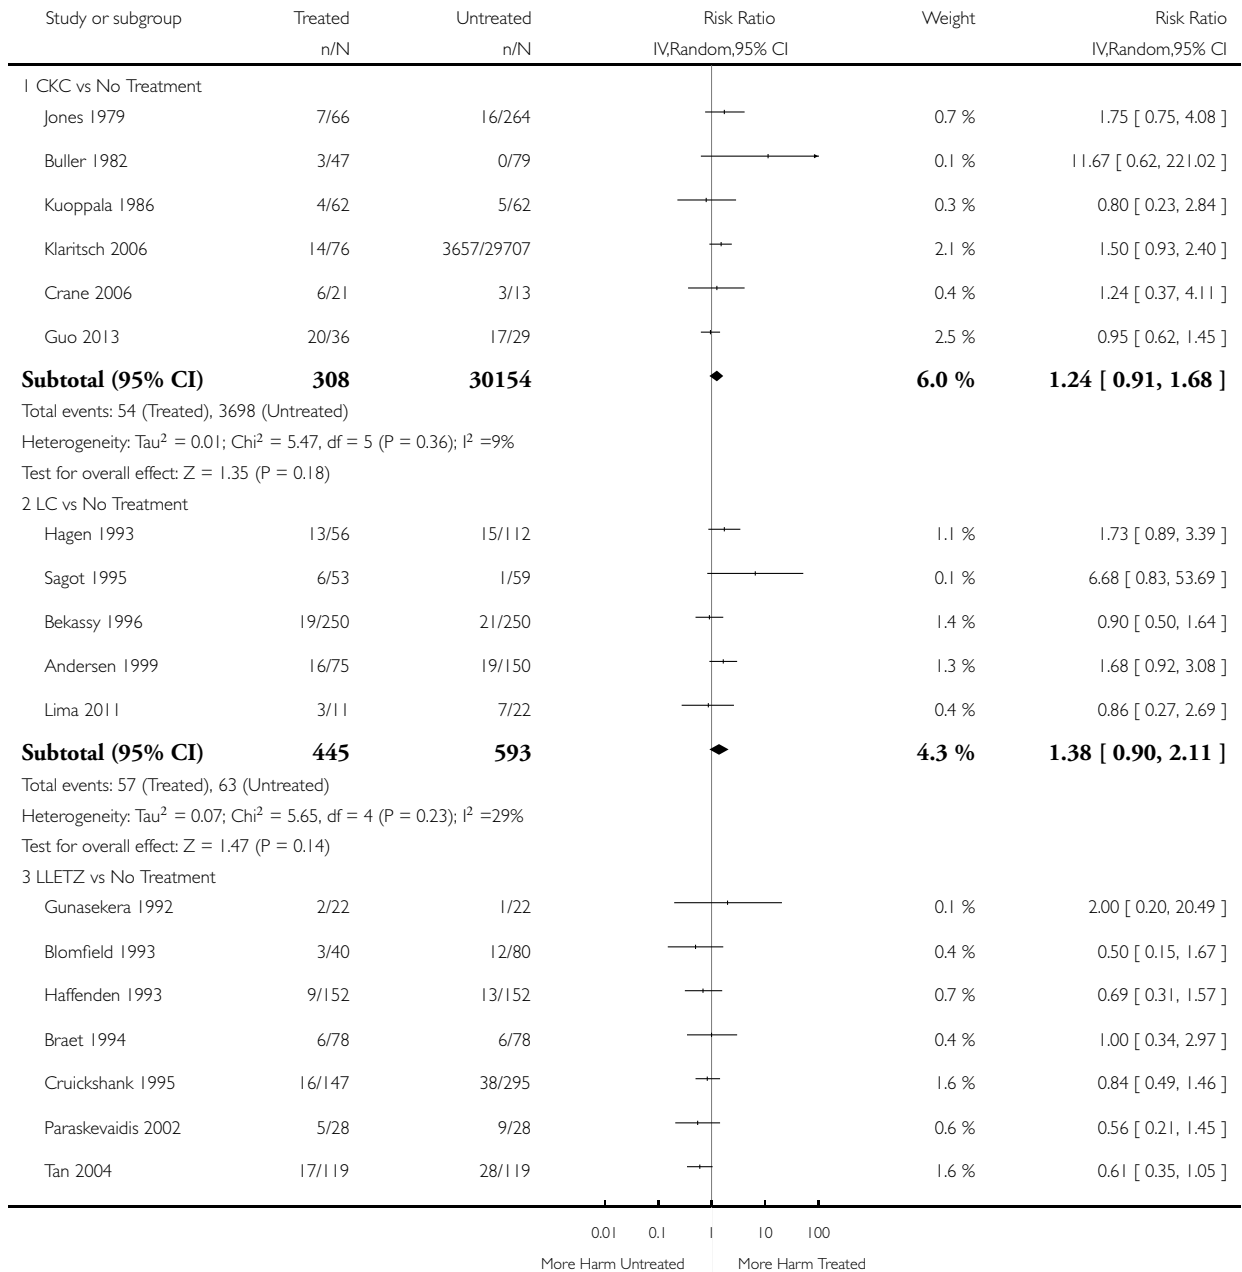 Study or subgroup Treated Untreated Risk Ratio Weight Risk Ratio
n/N n/N IV,Random,95% CI IV,Random,95% CI
1 CKC vs No Treatment
Jones 1979 7/66 16/264 0.7 % 1.75 [ 0.75, 4.08 ]
Buller 1982 3/47 0/79 0.1 % 11.67 [ 0.62, 221.02 ]
Kuoppala 1986 4/62 5/62 0.3 % 0.80 [ 0.23, 2.84 ]
Klaritsch 2006 14/76 3657/29707 2.1 % 1.50 [ 0.93, 2.40 ]
Crane 2006 6/21 3/13 0.4 % 1.24 [ 0.37, 4.11 ]
Guo 2013 20/36 17/29 2.5 % 0.95 [ 0.62, 1.45 ]
Subtotal (95% CI) 308 30154 6.0 % 1.24 [ 0.91, 1.68 ]
Total events: 54 (Treated), 3698 (Untreated)
Heterogeneity: Tau² = 0.01; Chi² = 5.47, df = 5 (P = 0.36); I² =9%
Test for overall effect: Z = 1.35 (P = 0.18)
2 LC vs No Treatment
Hagen 1993 13/56 15/112 1.1 % 1.73 [ 0.89, 3.39 ]
Sagot 1995 6/53 1/59 0.1 % 6.68 [ 0.83, 53.69 ]
Bekassy 1996 19/250 21/250 1.4 % 0.90 [ 0.50, 1.64 ]
Andersen 1999 16/75 19/150 1.3 % 1.68 [ 0.92, 3.08 ]
Lima 2011 3/11 7/22 0.4 % 0.86 [ 0.27, 2.69 ]
Subtotal (95% CI) 445 593 4.3 % 1.38 [ 0.90, 2.11 ]
Total events: 57 (Treated), 63 (Untreated)
Heterogeneity: Tau² = 0.07; Chi² = 5.65, df = 4 (P = 0.23); I² =29%
Test for overall effect: Z = 1.47 (P = 0.14)
3 LLETZ vs No Treatment
Gunasekera 1992 2/22 1/22 0.1 % 2.00 [ 0.20, 20.49 ]
Blomfield 1993 3/40 12/80 0.4 % 0.50 [ 0.15, 1.67 ]
Haffenden 1993 9/152 13/152 0.7 % 0.69 [ 0.31, 1.57 ]
Braet 1994 6/78 6/78 0.4 % 1.00 [ 0.34, 2.97 ]
Cruickshank 1995 16/147 38/295 1.6 % 0.84 [ 0.49, 1.46 ]
Paraskevaidis 2002 5/28 9/28 0.6 % 0.56 [ 0.21, 1.45 ]
Tan 2004 17/119 28/119 1.6 % 0.61 [ 0.35, 1.05 ]
0.01 0.1 1 10 100
More Harm Untreated More Harm Treated